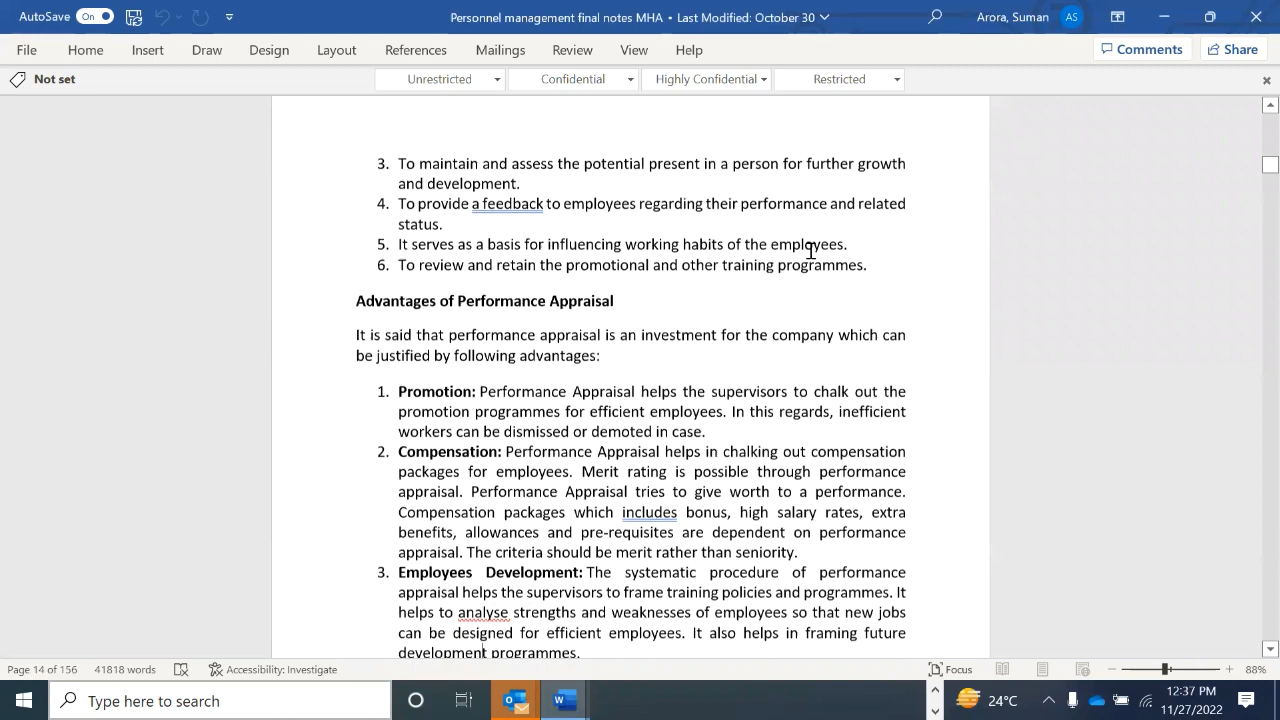 AutoSave On Personnel management final notes MHA • Last Modified: October 30 Arora, Suman AS
File Home Insert Draw Design Layout References Mailings Review View Help Comments Share
Not set Unrestricted Confidential Highly Confidential Restricted
3. To maintain and assess the potential present in a person for further growth
and development.
4. To provide a feedback to employees regarding their performance and related
status.
5. It serves as a basis for influencing working habits of the employees.
6. To review and retain the promotional and other training programmes.
Advantages of Performance Appraisal
It is said that performance appraisal is an investment for the company which can
be justified by following advantages:
1. Promotion: Performance Appraisal helps the supervisors to chalk out the
promotion programmes for efficient employees. In this regards, inefficient
workers can be dismissed or demoted in case.
2. Compensation: Performance Appraisal helps in chalking out compensation
packages for employees. Merit rating is possible through performance
appraisal. Performance Appraisal tries to give worth to a performance.
Compensation packages which includes bonus, high salary rates, extra
benefits, allowances and pre-requisites are dependent on performance
appraisal. The criteria should be merit rather than seniority.
3. Employees Development: The systematic procedure of performance
appraisal helps the supervisors to frame training policies and programmes. It
helps to analyse strengths and weaknesses of employees so that new jobs
can be designed for efficient employees. It also helps in framing future
development programmes.
Page 14 of 156 41818 words Accessibility: Investigate Focus 88%
Type here to search 24°C 12:37 PM
11/27/2022